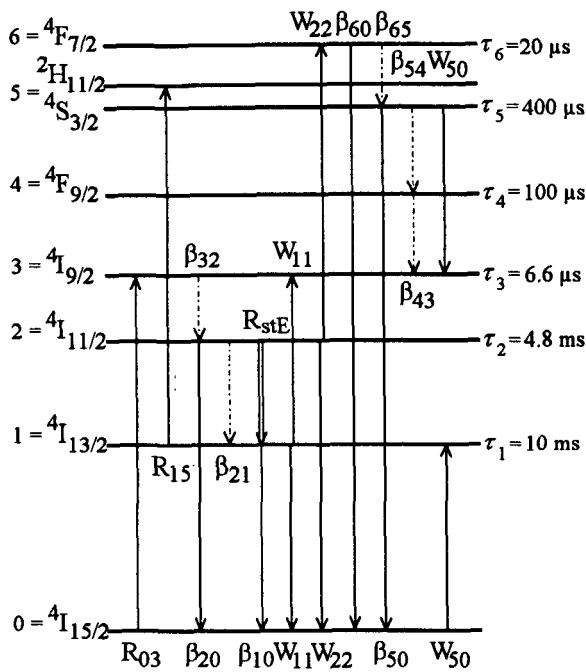 W₂₂ β₆₀ β₆₅
6 = ⁴F₇/₂ τ₆ = 20 µs
β₅₄ W₅₀
²H₁₁/₂
5 = ⁴S₃/₂ τ₅ = 400 µs
4 = ⁴F₉/₂ τ₄ = 100 µs
β₃₂ W₁₁
3 = ⁴I₉/₂ τ₃ = 6.6 µs
β₄₃
R_stE
2 = ⁴I₁₁/₂ τ₂ = 4.8 ms
1 = ⁴I₁₃/₂ τ₁ = 10 ms
R₁₅ β₂₁
0 = ⁴I₁₅/₂
R₀₃ β₂₀ β₁₀ W₁₁ W₂₂ β₅₀ W₅₀